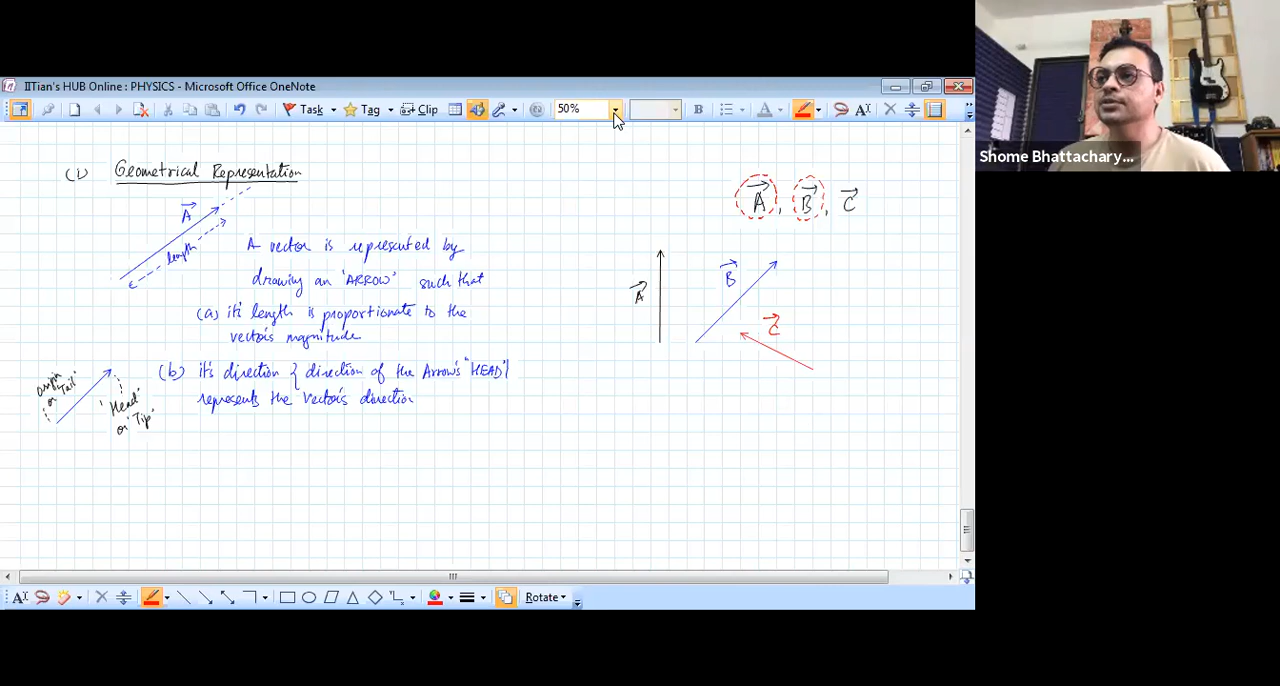 IITian's HUB Online : PHYSICS - Microsoft Office OneNote
Task Tag Clip 50% B A A
Shome Bhattachary...
(1) Geometrical Representation
A
length
A vector is represented by
drawing an 'ARROW' such that
(a) it's length is proportionate to the
vector's magnitude
(b) it's direction { direction of the Arrow's "HEAD" }
represents the vector's direction
origin
or 'Tail'
'Head'
or 'Tip'
A, B, C
A
B
C
A Rotate